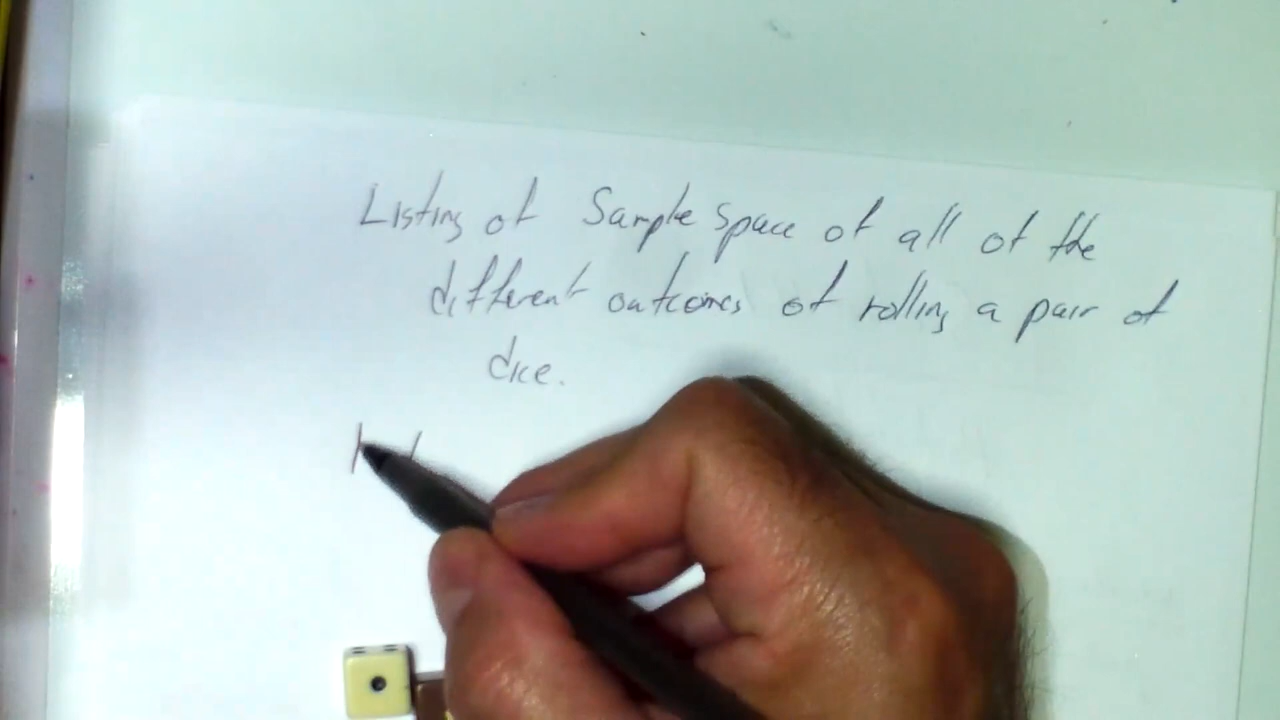 Listing of Sample space of all of the
different outcomes of rolling a pair of
dice.